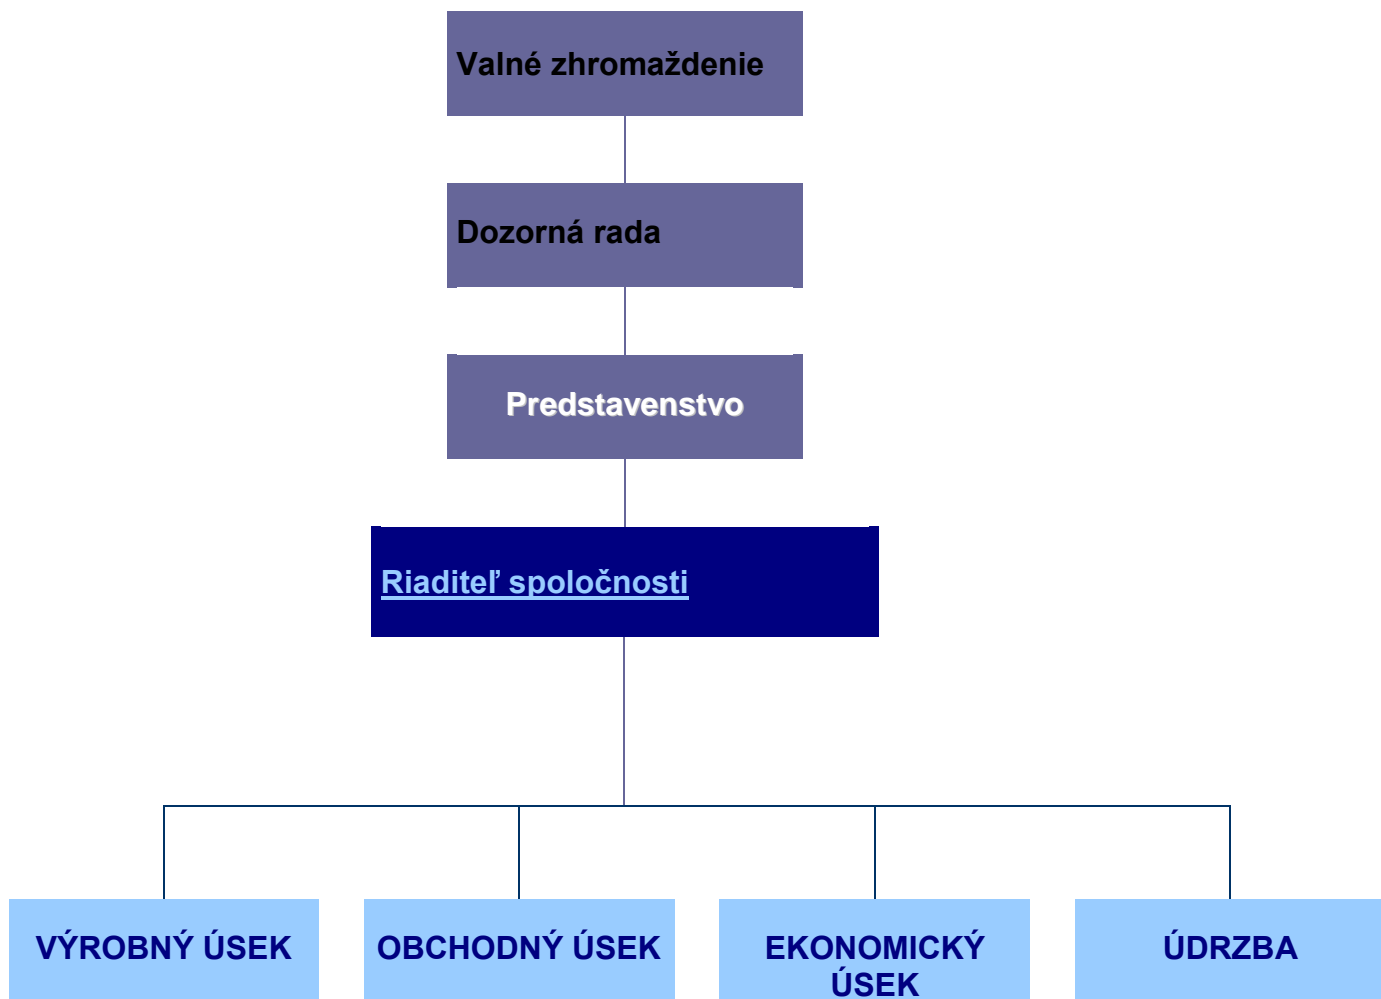 Valné zhromaždenie
Dozorná rada
Predstavenstvo
Riaditeľ spoločnosti
VÝROBNÝ ÚSEK
OBCHODNÝ ÚSEK
EKONOMICKÝ
ÚSEK
ÚDRZBA